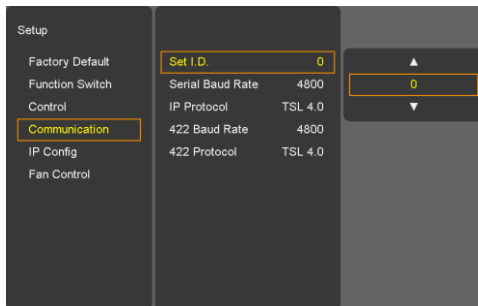 Setup
Factory Default
Function Switch
Control
Communication
IP Config
Fan Control
Set I.D. 0
Serial Baud Rate 4800
IP Protocol TSL 4.0
422 Baud Rate 4800
422 Protocol TSL 4.0
▲
0
▼